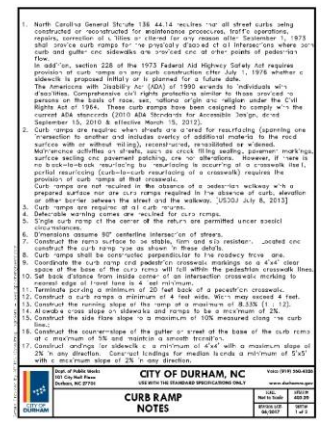 1. North Carolina General Statute 136 44.14 requires that all street curbs being
constructed or reconstructed for maintenance procedures, traffic operations,
repairs, correction of utilities or altered for any reason after September 1, 1973
shall provide curb ramps for the physically disabled at all intersections where both
curb and gutter and sidewalks are provided and at other points of pedestrian
flow.
In addition, section 228 of the 1973 Federal Aid Highway Safety Act requires
provision of curb ramps on any curb construction after July 1, 1976 whether a
sidewalk is proposed initially or is planned for a future date.
The Americans with Disability Act (ADA) of 1990 extends to individuals with
disabilities. Comprehensive civil rights protections similar to those provided to
persons on the basis of race, sex, national origin and religion under the Civil
Rights Act of 1964. These curb ramps have been designed to comply with the
current ADA standards (2010 ADA Standards for Accessible Design, dated
September 15, 2010 & effective March 15, 2012).
2. Curb ramps are required when streets are altered for resurfacing (spanning one
intersection to another and includes overlay of additional material to the road
surface with or without milling), reconstructed, rehabilitated or widened.
Maintenance activities on streets, such as crack filling sealing, pavement marking,
surface sealing and pavement patching, are not alterations. However, if there is
no back-to-back resurfacing but resurfacing is occurring at a crosswalk itself,
partial resurfacing (curb-to-curb resurfacing of a crosswalk) requires the
provision of curb ramps at that crosswalk.
Curb ramps are not required in the absence of a pedestrian walkway with a
prepared surface nor are curb ramps required in the absence of curb, elevation
or other barrier between the street and the walkway. [USDOJ July 8, 2013]
3. Curb ramps are required at all curb returns.
4. Detectable warning domes are required for curb ramps.
5. Single curb ramp at the corner of the return are permitted under special
circumstances.
6. Dimensions assume 90° centerline intersection of streets.
7. Construct the ramp surface to be stable, firm and slip resistant. Located and
construct the curb ramp type as shown in these details.
8. Curb ramps shall be constructed perpendicular to the roadway travel lane.
9. Coordinate the curb ramp and pedestrian crosswalk markings so a 4'x4' clear
space at the base of the curb ramp will fall within the pedestrian crosswalk lines.
10. Set back distance from inside corner of an intersection crosswalk marking to
nearest edge of travel lane is 4 feet minimum.
11. Terminate parking a minimum of 20 feet back of a pedestrian crosswalk.
12. Construct a curb ramps a minimum of 4 feet wide. Width may exceed 4 feet.
13. Construct the running slope of the ramp at a maximum of 8.33% (1 : 12).
14. Allowable cross slope on sidewalks and ramps to be a maximum of 2%.
15. Construct the side flare slope to a maximum of 10% measured along the curb
line.;
16. Construct the counter-slope of the gutter or street at the base of the curb ramp
at a maximum of 5% and maintain a smooth transition.
17. Construct landings for sidewalk a minimum of 4'x4' with a maximum slope of
2% in any direction. Construct landings for median islands a minimum of 5'x5'
with a maximum slope of 2% in any direction.
CITY OF
DURHAM
Dept. of Public Works
101 City Hall Plaza
Durham, NC 27701
CITY OF DURHAM, NC
USE WITH THE STANDARD SPECIFICATIONS ONLY
Voice (919) 560-4326
www.durhamnc.gov
CURB RAMP
NOTES
Not to Scale
06/2017
1 of 2